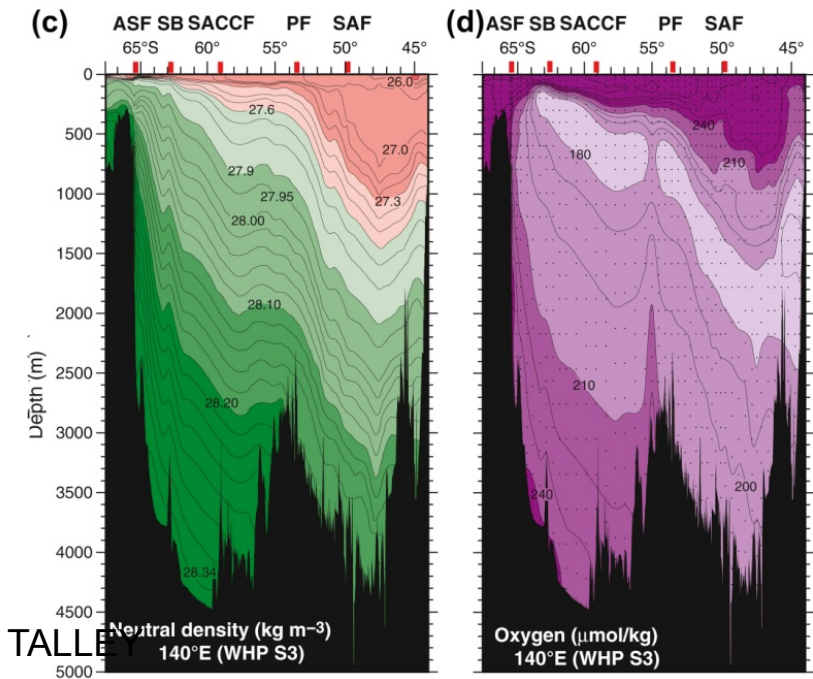 (c) ASF SB SACCF PF SAF
65°S 60° 55° 50° 45°
0
500
1000
1500
2000
2500
3000
3500
4000
4500
5000
Depth (m)
26.0
27.6
27.0
27.9
27.95
27.3
28.00
28.10
28.20
28.34
Neutral density (kg m–3)
140°E (WHP S3)
TALLEY
(d) ASF SB SACCF PF SAF
65°S 60° 55° 50° 45°
240
180
210
210
240
200
Oxygen (μmol/kg)
140°E (WHP S3)